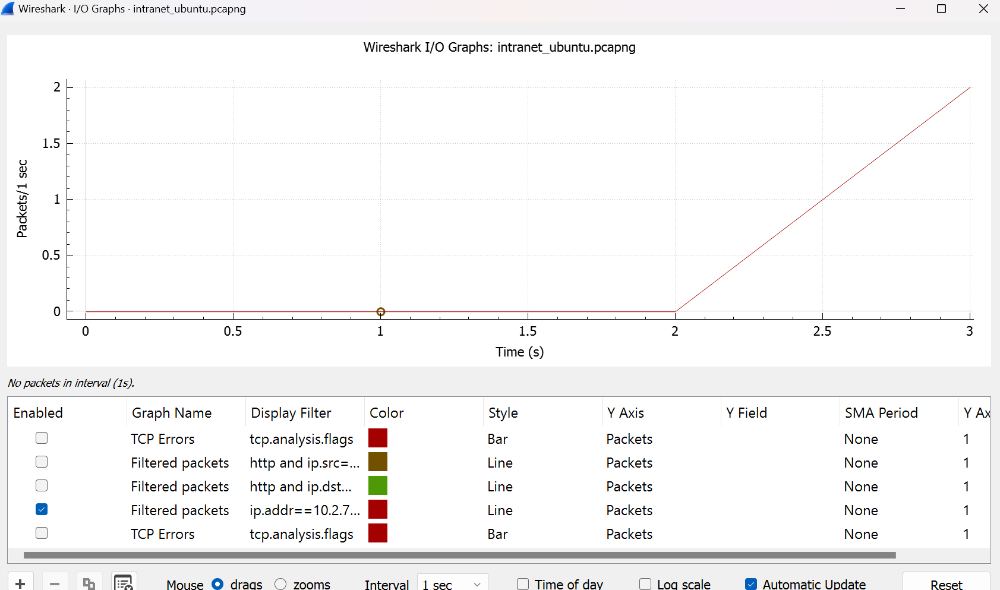 Wireshark · I/O Graphs · intranet_ubuntu.pcapng
Wireshark I/O Graphs: intranet_ubuntu.pcapng
2
1.5
1
0.5
0
Packets/1 sec
0 0.5 1 1.5 2 2.5 3
Time (s)
No packets in interval (1s).
Enabled Graph Name Display Filter Color Style Y Axis Y Field SMA Period Y Ax
TCP Errors tcp.analysis.flags Bar Packets None 1
Filtered packets http and ip.src=... Line Packets None 1
Filtered packets http and ip.dst... Line Packets None 1
Filtered packets ip.addr==10.2.7... Line Packets None 1
TCP Errors tcp.analysis.flags Bar Packets None 1
Mouse drags zooms Interval 1 sec Time of day Log scale Automatic Update Reset